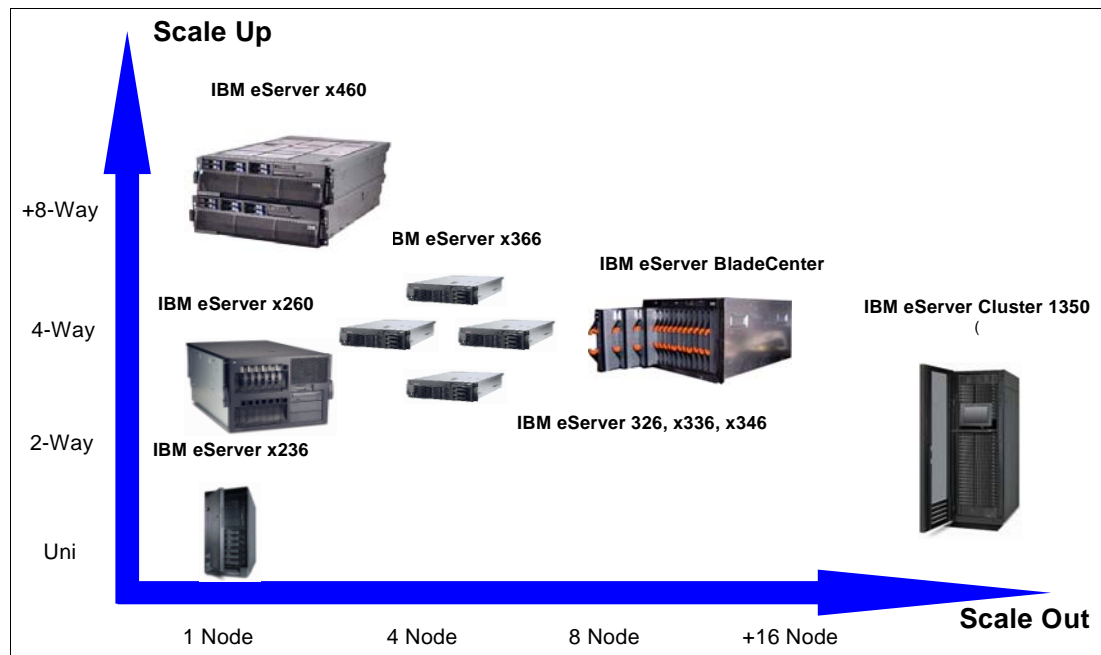 Scale Up
IBM eServer x460
+8-Way
BM eServer x366
IBM eServer BladeCenter
IBM eServer x260
IBM eServer Cluster 1350
(
4-Way
IBM eServer 326, x336, x346
2-Way
IBM eServer x236
Uni
Scale Out
1 Node
4 Node
8 Node
+16 Node